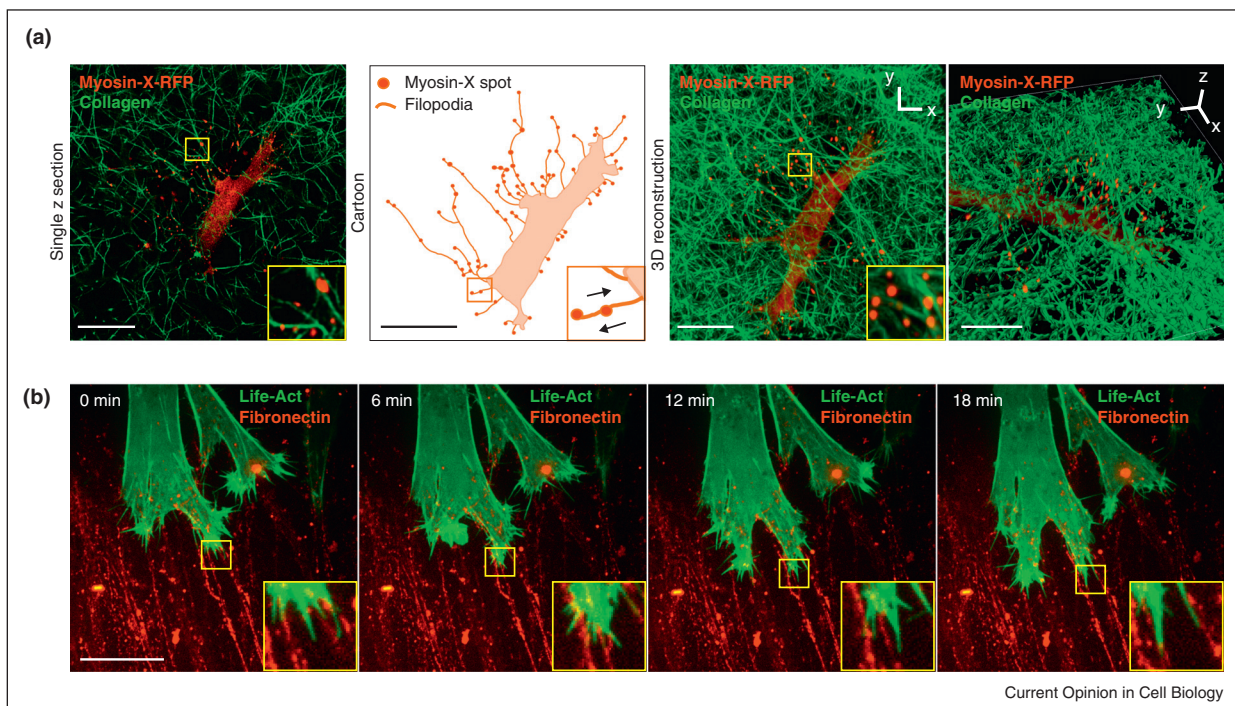 (a)
Single z section
Myosin-X-RFP
Collagen
Cartoon
Myosin-X spot
Filopodia
3D reconstruction
Myosin-X-RFP
Collagen
y
x
Myosin-X-RFP
Collagen
z
y
x
(b)
0 min
Life-Act
Fibronectin
6 min
Life-Act
Fibronectin
12 min
Life-Act
Fibronectin
18 min
Life-Act
Fibronectin
Current Opinion in Cell Biology